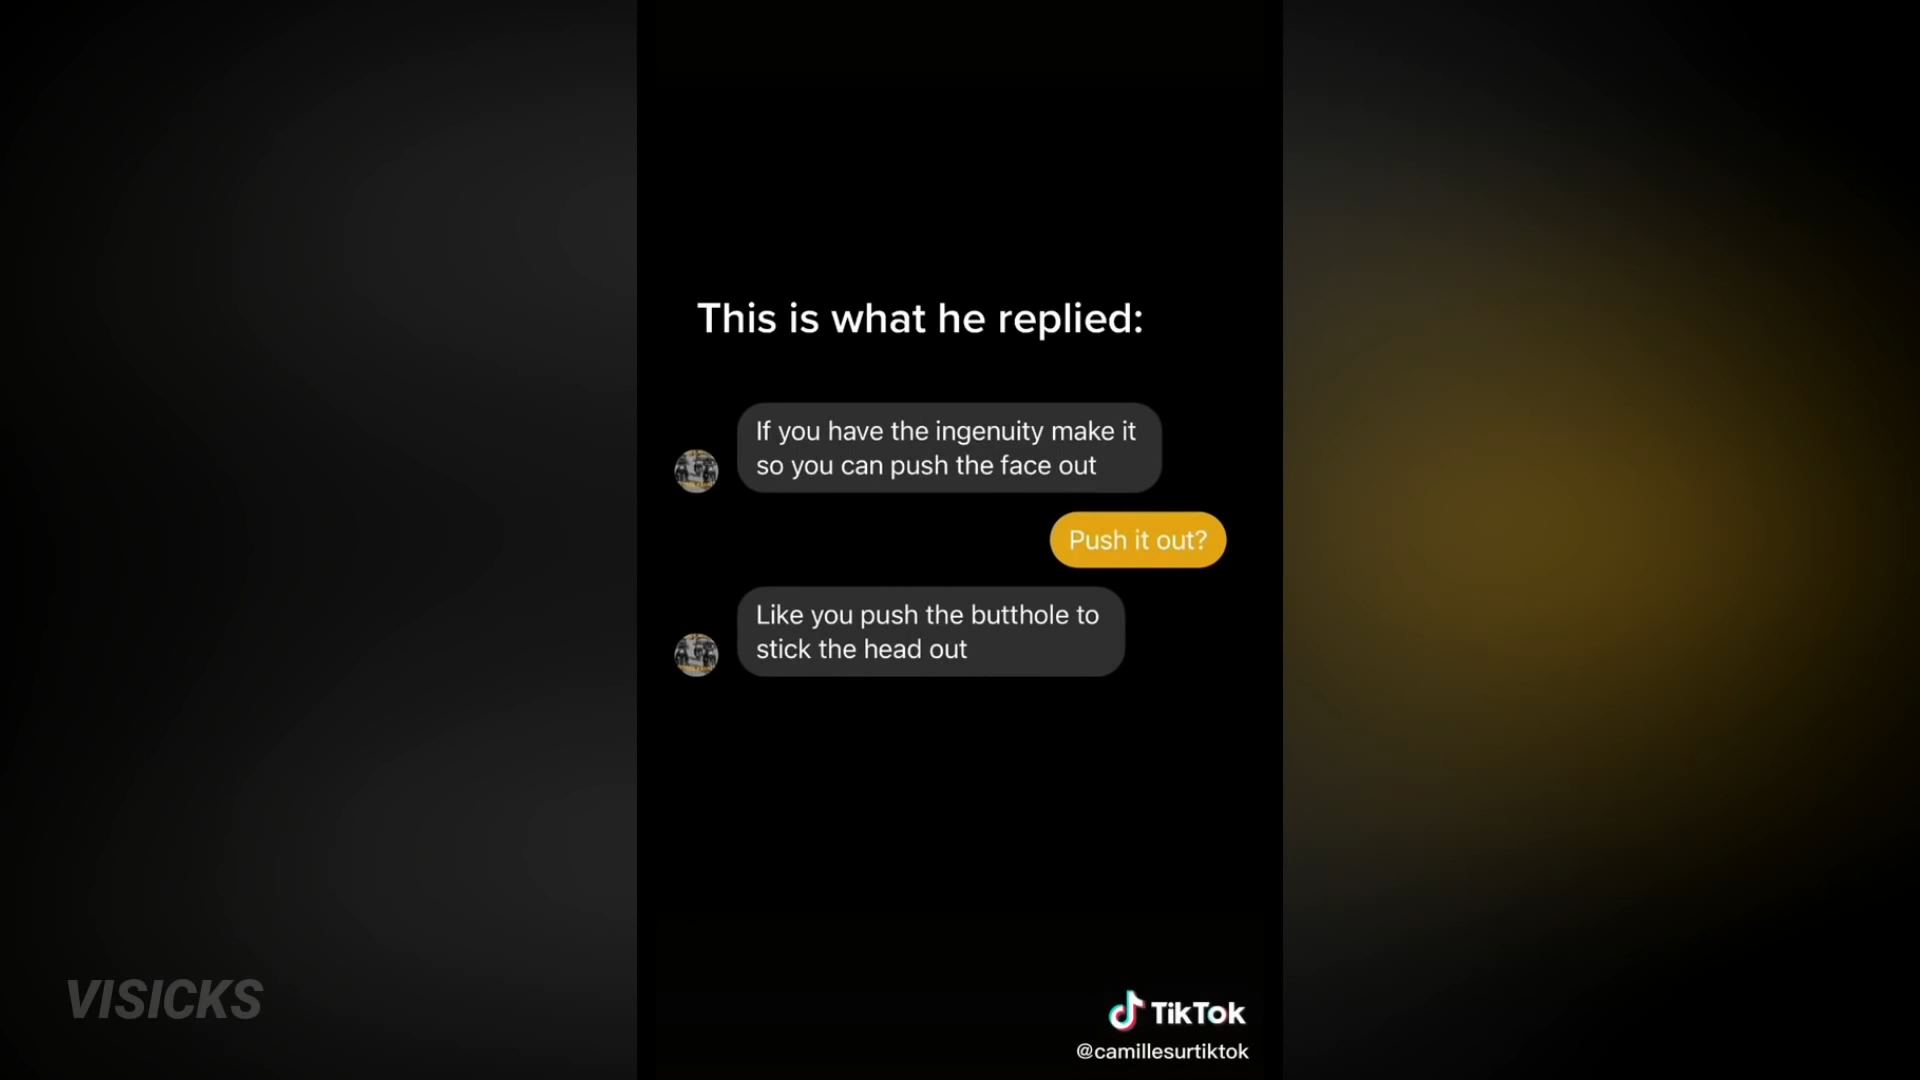 This is what he replied:
If you have the ingenuity make it
so you can push the face out
Push it out?
Like you push the butthole to
stick the head out
VISICKS
TikTok
@camillesurtiktok